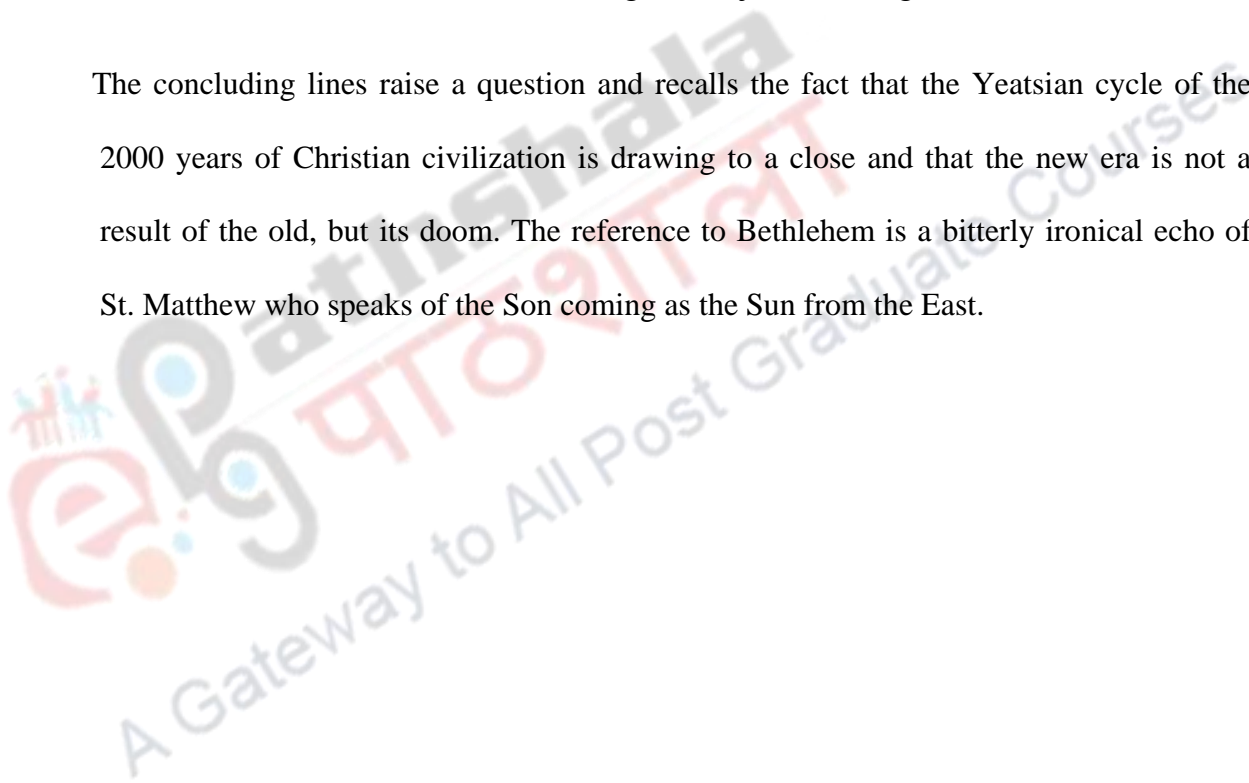 The concluding lines raise a question and recalls the fact that the Yeatsian cycle of the
2000 years of Christian civilization is drawing to a close and that the new era is not a
result of the old, but its doom. The reference to Bethlehem is a bitterly ironical echo of
St. Matthew who speaks of the Son coming as the Sun from the East.
Pathshala
पाठशाला
A Gateway to All Post Graduate Courses